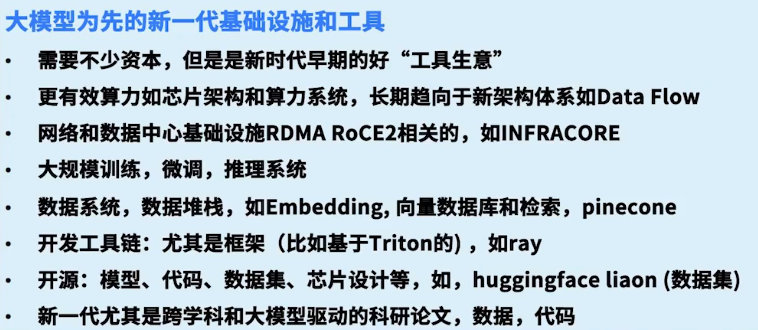 大模型为先的新一代基础设施和工具
• 需要不少资本，但是是新时代早期的好“工具生意”
• 更有效算力如芯片架构和算力系统，长期趋向于新架构体系如Data Flow
• 网络和数据中心基础设施RDMA RoCE2相关的，如INFRACORE
• 大规模训练，微调，推理系统
• 数据系统，数据堆栈，如Embedding, 向量数据库和检索，pinecone
• 开发工具链：尤其是框架（比如基于Triton的) ，如ray
• 开源：模型、代码、数据集、芯片设计等，如，huggingface liaon (数据集)
• 新一代尤其是跨学科和大模型驱动的科研论文，数据，代码